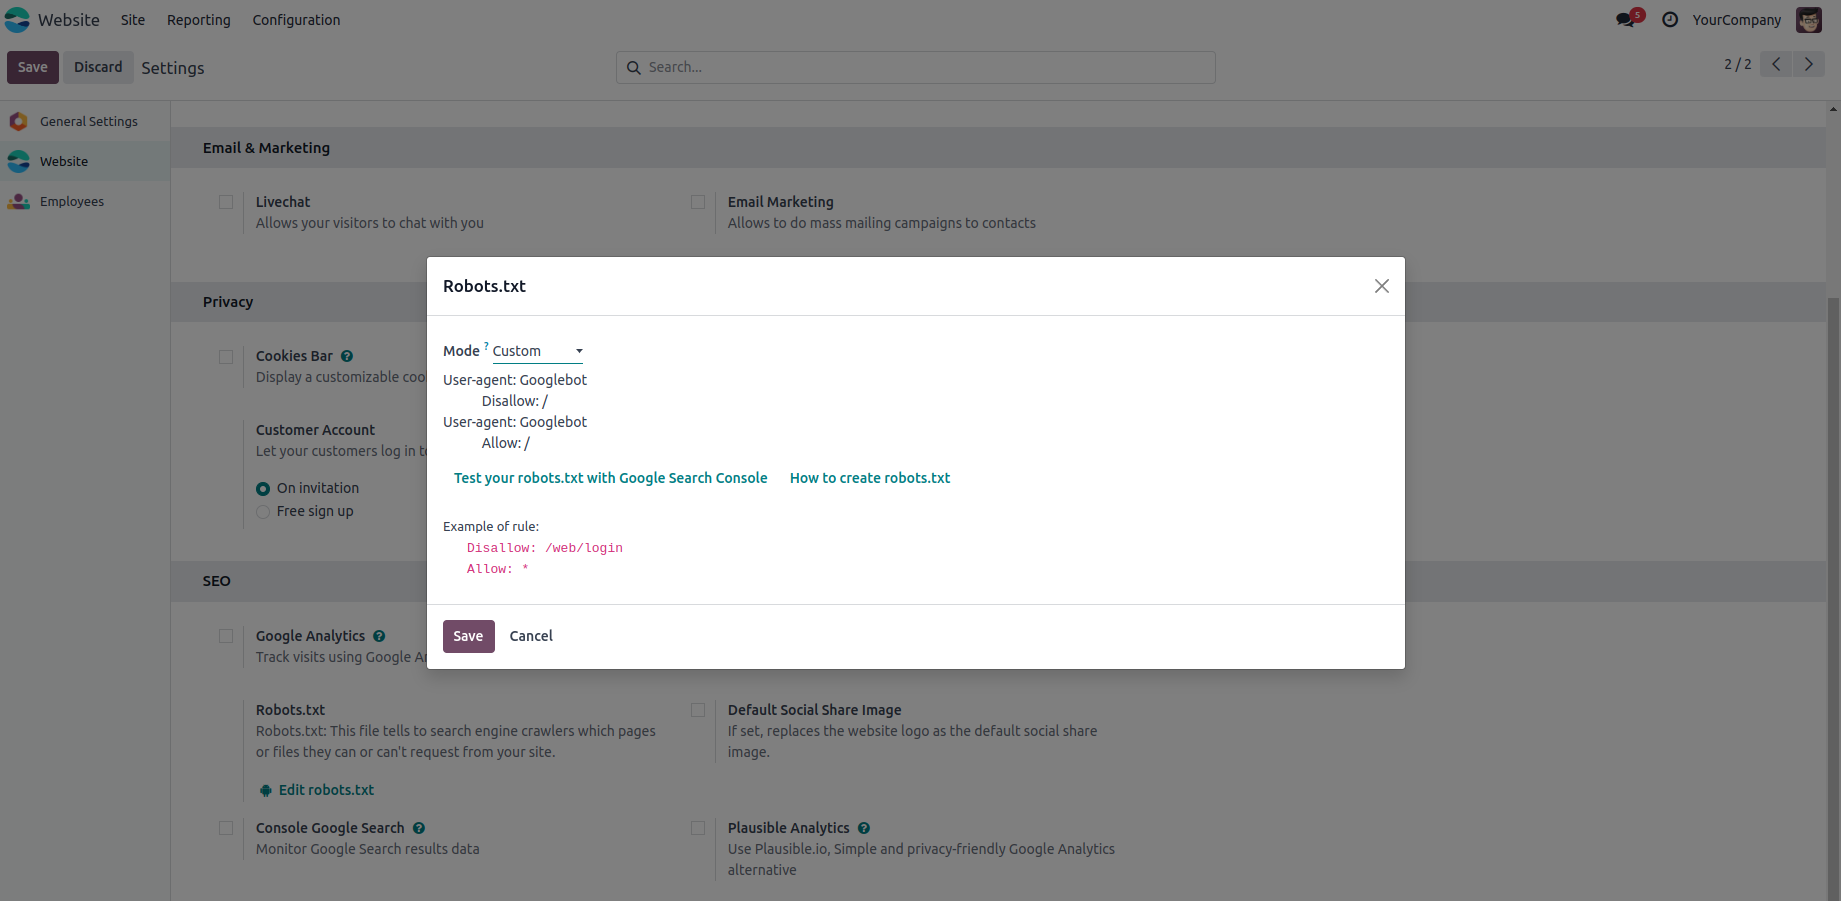 Website Site Reporting Configuration 5 YourCompany
Save Discard Settings Search... 2 / 2
General Settings
Website
Employees
Email & Marketing
Livechat
Allows your visitors to chat with you
Email Marketing
Allows to do mass mailing campaigns to contacts
Privacy
Cookies Bar ?
Display a customizable coo
Customer Account
Let your customers log in t
On invitation
Free sign up
Robots.txt
Mode ? Custom
User-agent: Googlebot
Disallow: /
User-agent: Googlebot
Allow: /
Test your robots.txt with Google Search Console How to create robots.txt
Example of rule:
Disallow: /web/login
Allow: *
Save Cancel
SEO
Google Analytics ?
Track visits using Google A
Robots.txt
Robots.txt: This file tells to search engine crawlers which pages
or files they can or can't request from your site.
Edit robots.txt
Default Social Share Image
If set, replaces the website logo as the default social share
image.
Console Google Search ?
Monitor Google Search results data
Plausible Analytics ?
Use Plausible.io, Simple and privacy-friendly Google Analytics
alternative